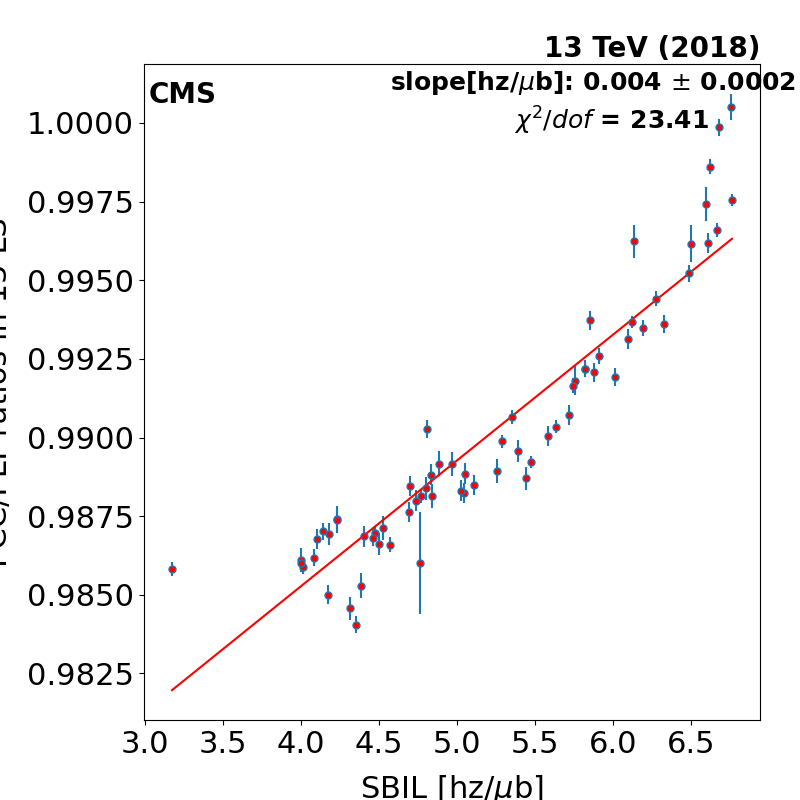 13 TeV (2018)
CMS
slope[hz/μb]: 0.004 ± 0.0002
χ²/dof = 23.41
1.0000
0.9975
0.9950
0.9925
0.9900
0.9875
0.9850
0.9825
3.0 3.5 4.0 4.5 5.0 5.5 6.0 6.5
SBIL [hz/μb]